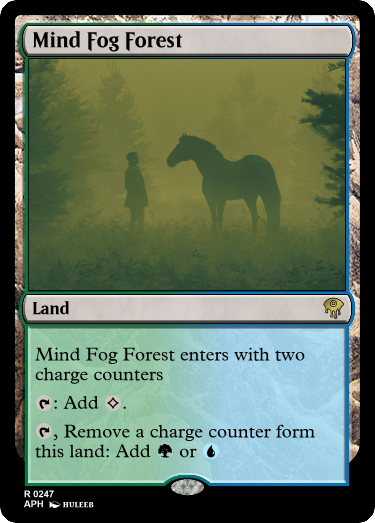 Mind Fog Forest
Land
Mind Fog Forest enters with two
charge counters
: Add .
, Remove a charge counter form
this land: Add or
R 0247
APH HULEEB